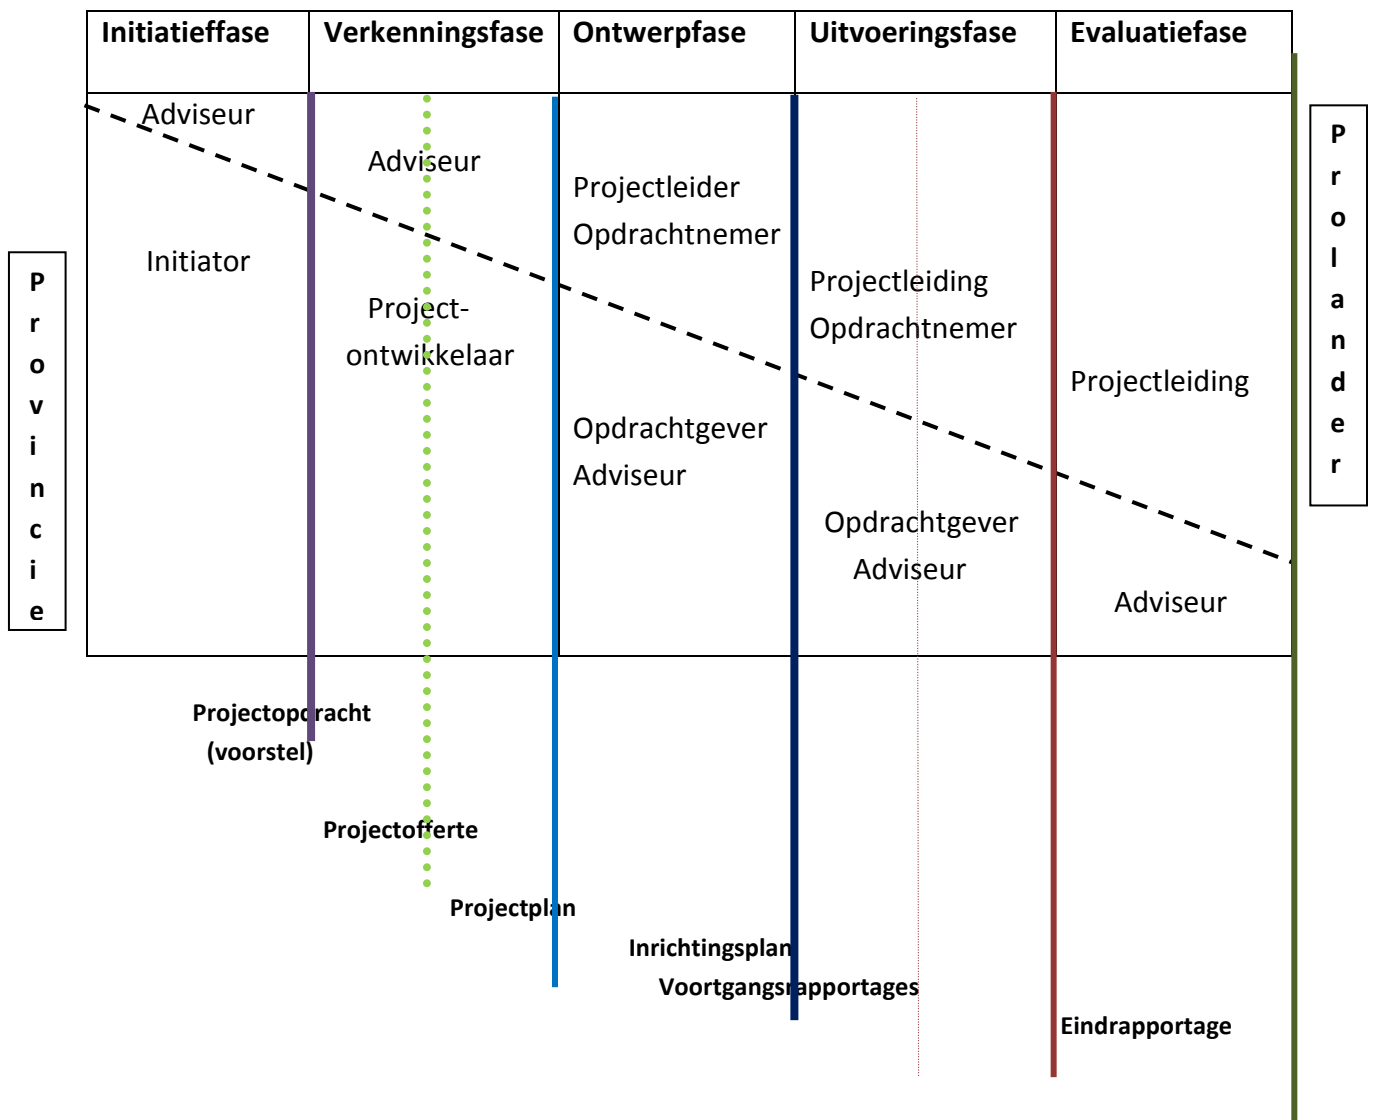 Initiatieffase
Verkenningsfase
Ontwerpfase
Uitvoeringsfase
Evaluatiefase
Adviseur
Initiator
Adviseur
Project-
ontwikkelaar
Projectleider
Opdrachtnemer
Opdrachtgever
Adviseur
Projectleiding
Opdrachtnemer
Opdrachtgever
Adviseur
Projectleiding
Adviseur
Provincie
Prolander
Projectopdracht
(voorstel)
Projectofferte
Projectplan
Inrichtingsplan
Voortgangsrapportages
Eindrapportage